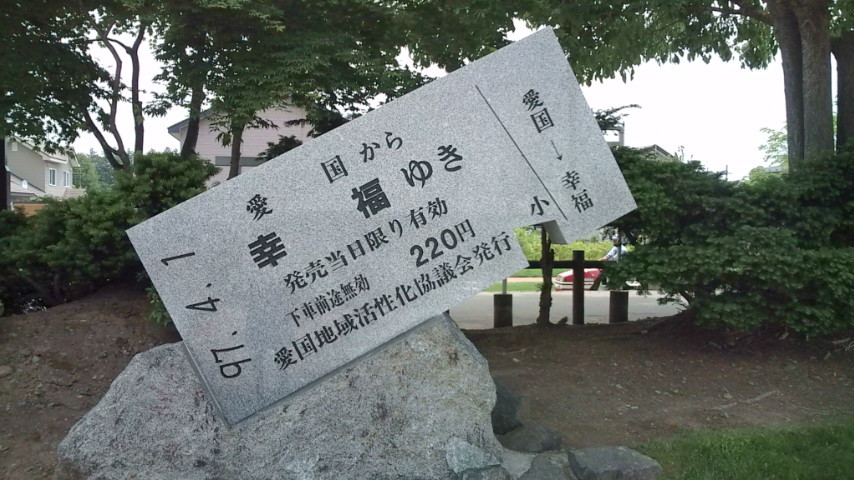 97.4.1
愛国から
幸福ゆき
発売当日限り有効
下車前途無効 220円
愛国地域活性化協議会発行
小
愛国→幸福